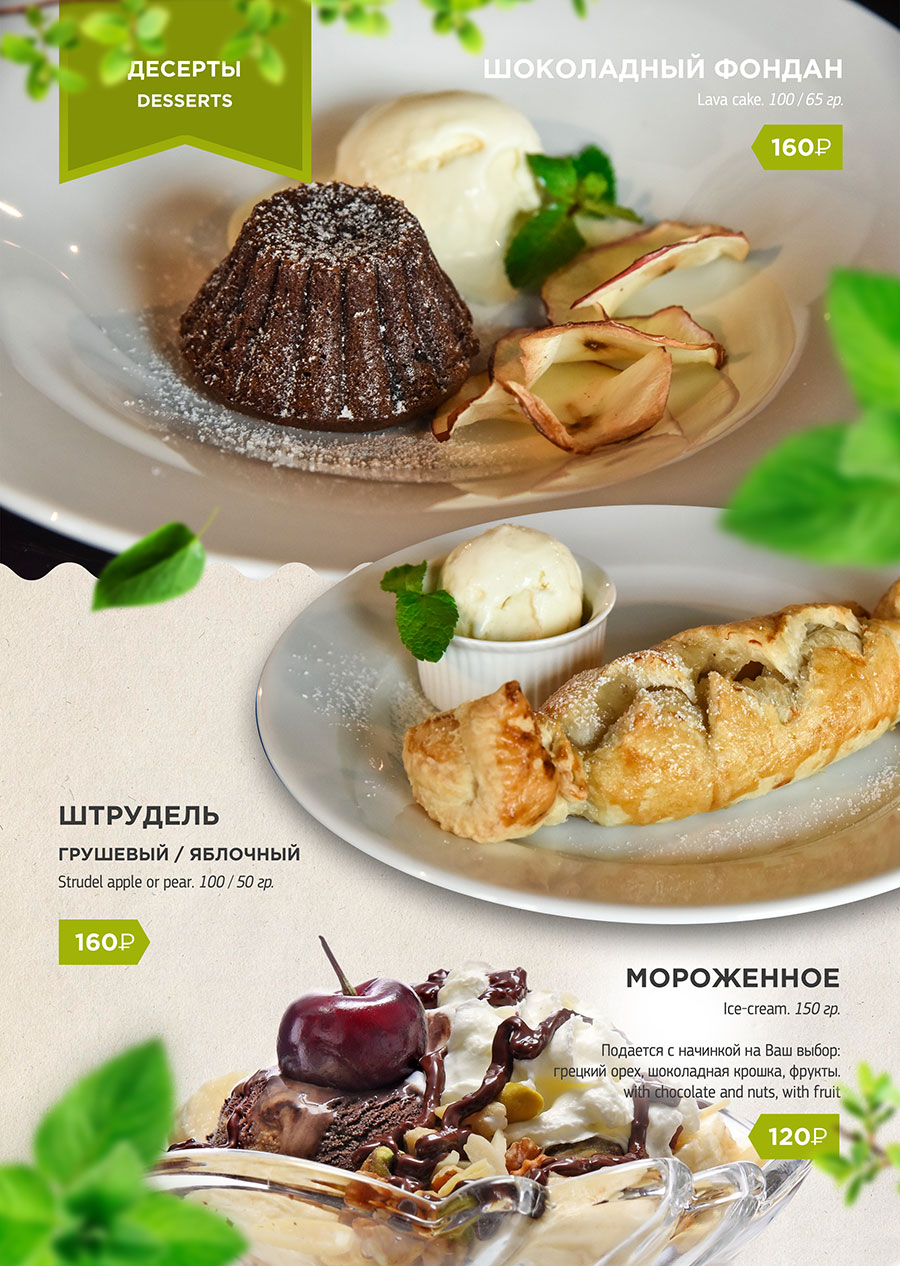 ДЕСЕРТЫ
DESSERTS
ШОКОЛАДНЫЙ ФОНДАН
Lava cake. 100 / 65 гр.
160₽
ШТРУДЕЛЬ
ГРУШЕВЫЙ / ЯБЛОЧНЫЙ
Strudel apple or pear. 100 / 50 гр.
160₽
МОРОЖЕННОЕ
Ice-cream. 150 гр.
Подается с начинкой на Ваш выбор:
грецкий орех, шоколадная крошка, фрукты.
with chocolate and nuts, with fruit
120₽